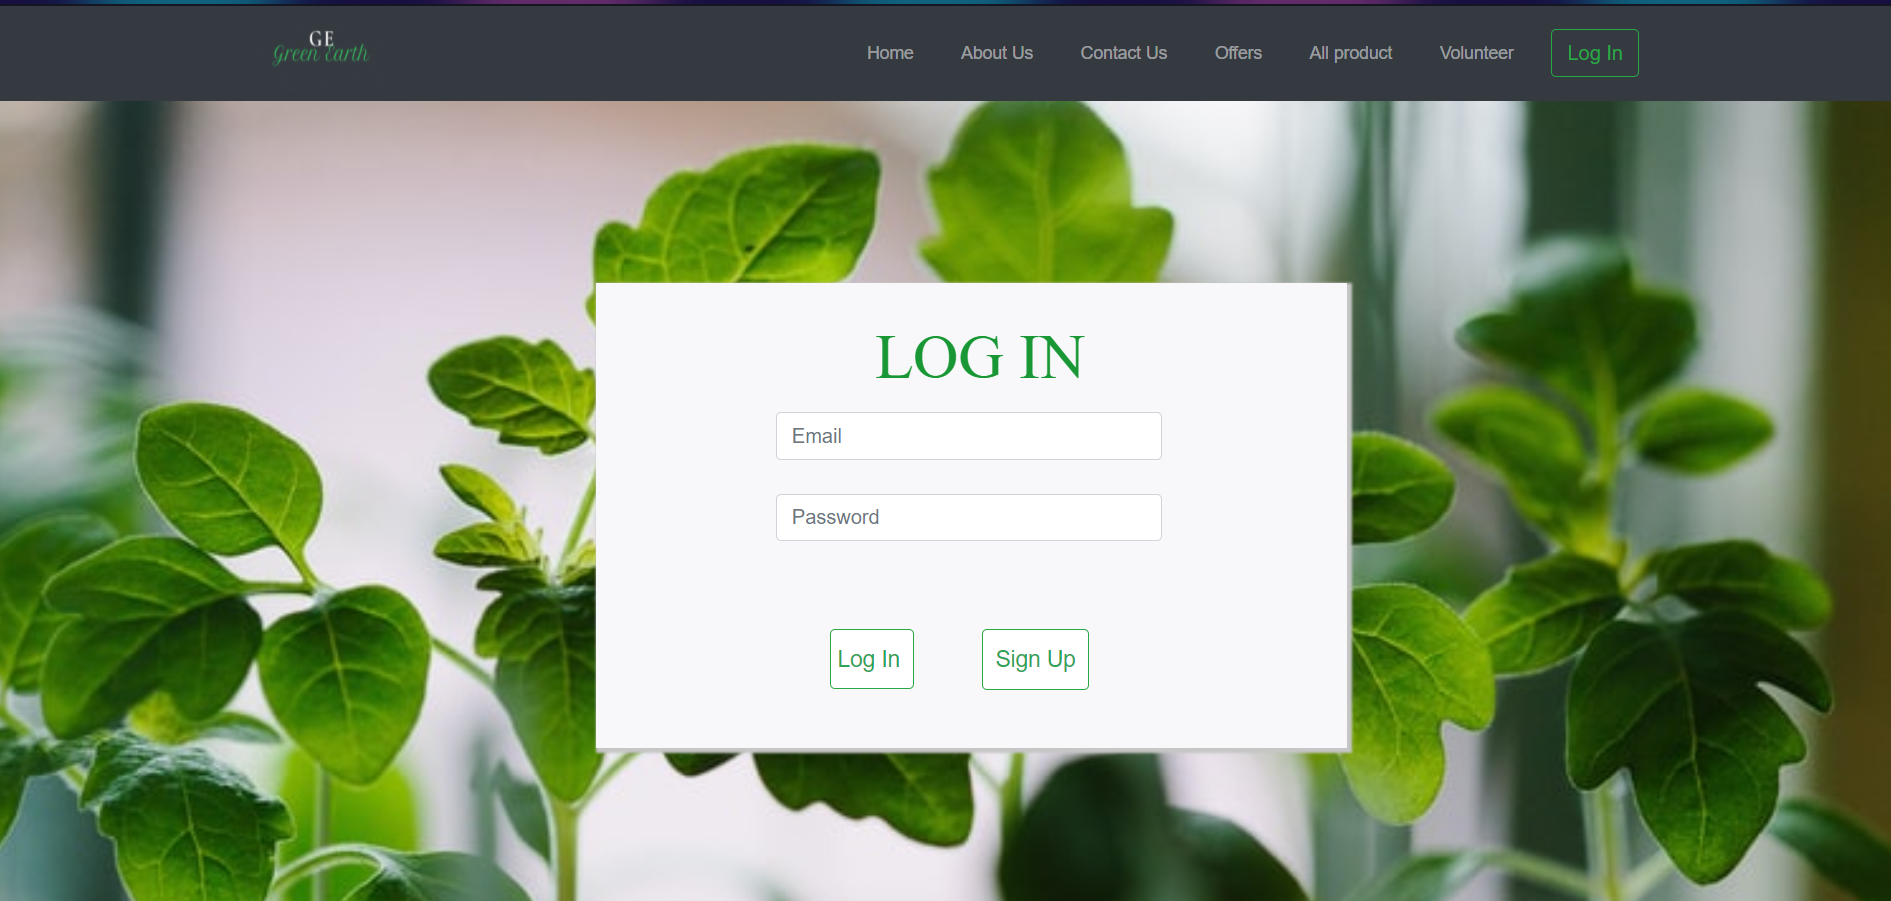 GE
Green Earth
Home About Us Contact Us Offers All product Volunteer Log In
LOG IN
Email
Password
Log In Sign Up